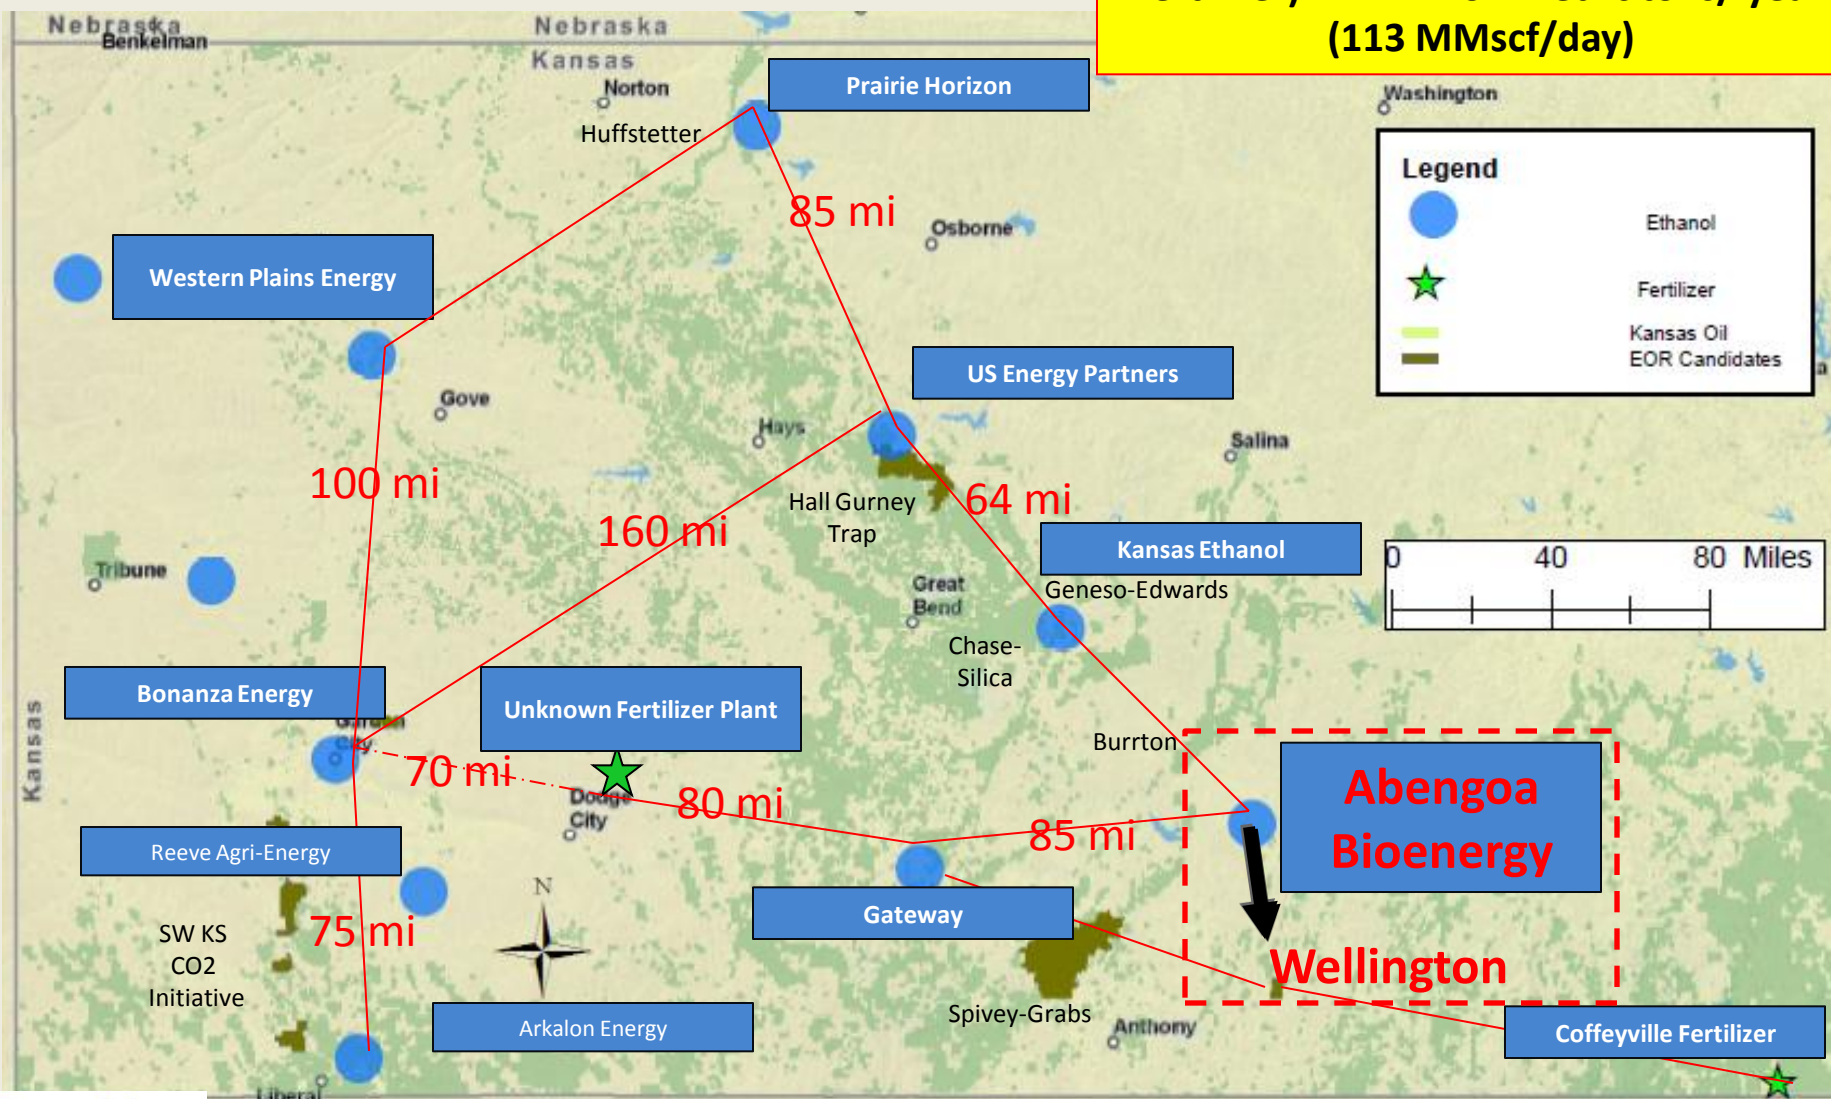 (113 MMscf/day)
Nebraska
Benkelman
Nebraska
Kansas
Norton
Prairie Horizon
Washington
Huffstetter
Legend
Ethanol
Fertilizer
Kansas Oil
EOR Candidates
85 mi
Osborne
Western Plains Energy
US Energy Partners
Gove
Hays
Salina
100 mi
Hall Gurney
Trap
64 mi
160 mi
Kansas Ethanol
0 40 80 Miles
Tribune
Great
Bend
Geneso-Edwards
Chase-
Silica
Bonanza Energy
Unknown Fertilizer Plant
Kansas
Garden
City
Burrton
70 mi
Dodge
City
80 mi
85 mi
Abengoa
Bioenergy
Reeve Agri-Energy
N
Gateway
75 mi
SW KS
CO2
Initiative
Wellington
Spivey-Grabs
Anthony
Arkalon Energy
Coffeyville Fertilizer
Liberal